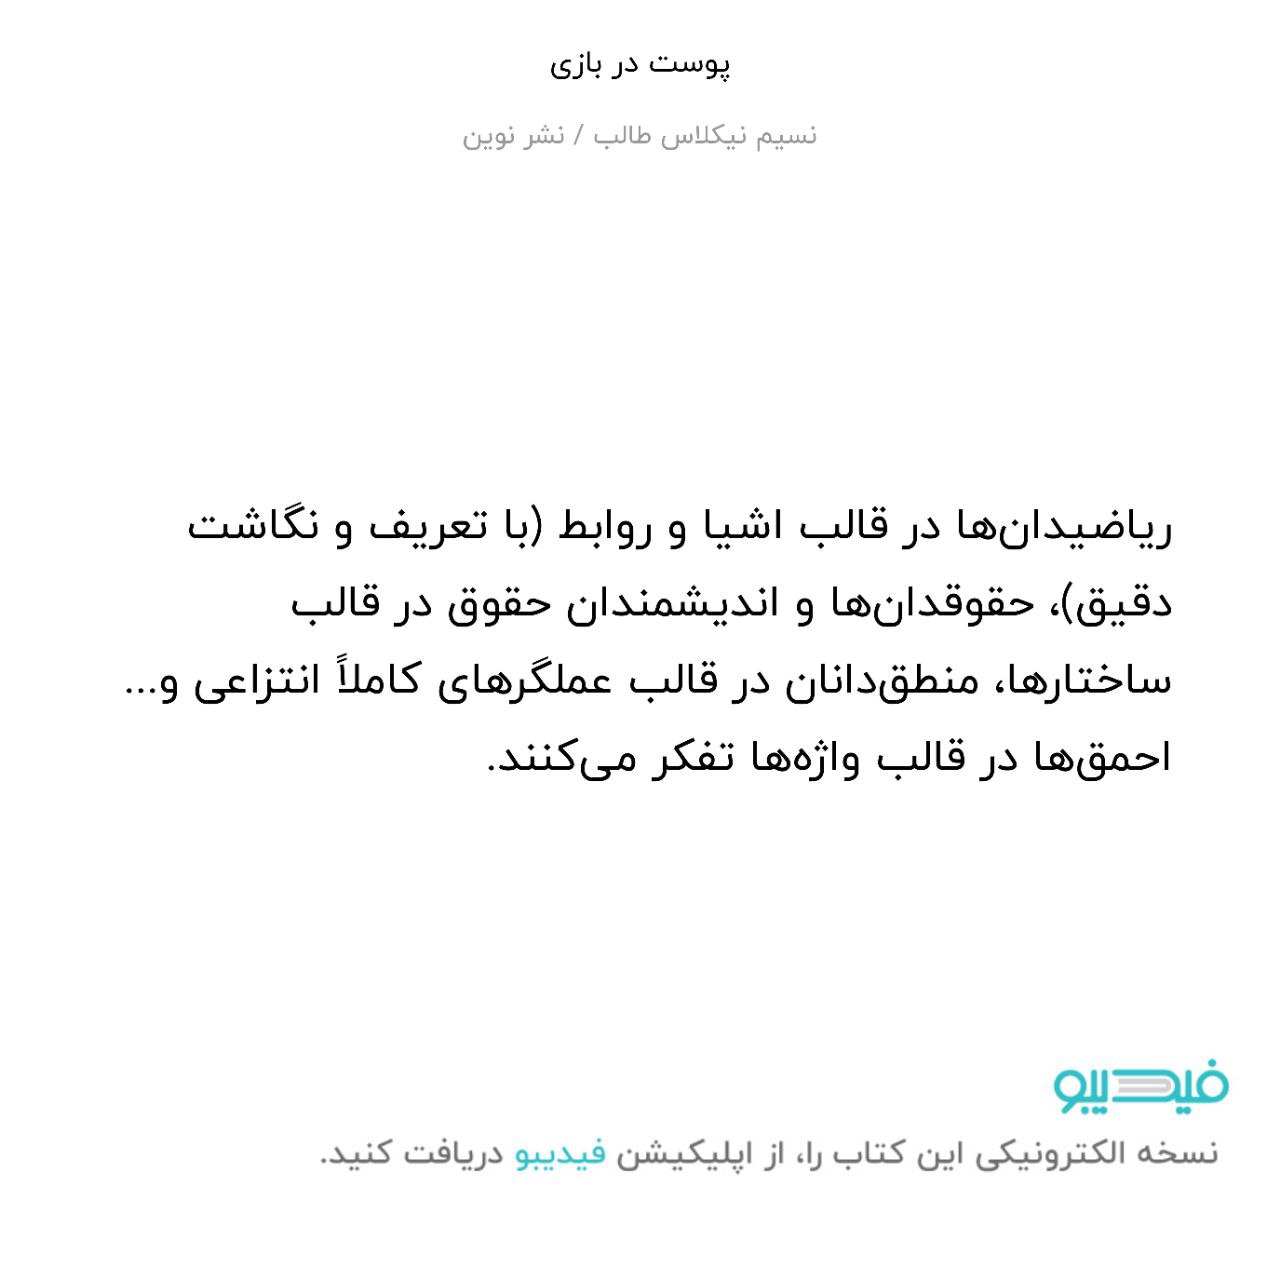 پوست در بازی
نسیم نیکلاس طالب / نشر نوین
ریاضیدان‌ها در قالب اشیا و روابط (با تعریف و نگاشت
دقیق)، حقوقدان‌ها و اندیشمندان حقوق در قالب
ساختارها، منطق‌دانان در قالب عملگرهای کاملاً انتزاعی و...
احمق‌ها در قالب واژه‌ها تفکر می‌کنند.
فیدیبو
نسخه الکترونیکی این کتاب را، از اپلیکیشن فیدیبو دریافت کنید.